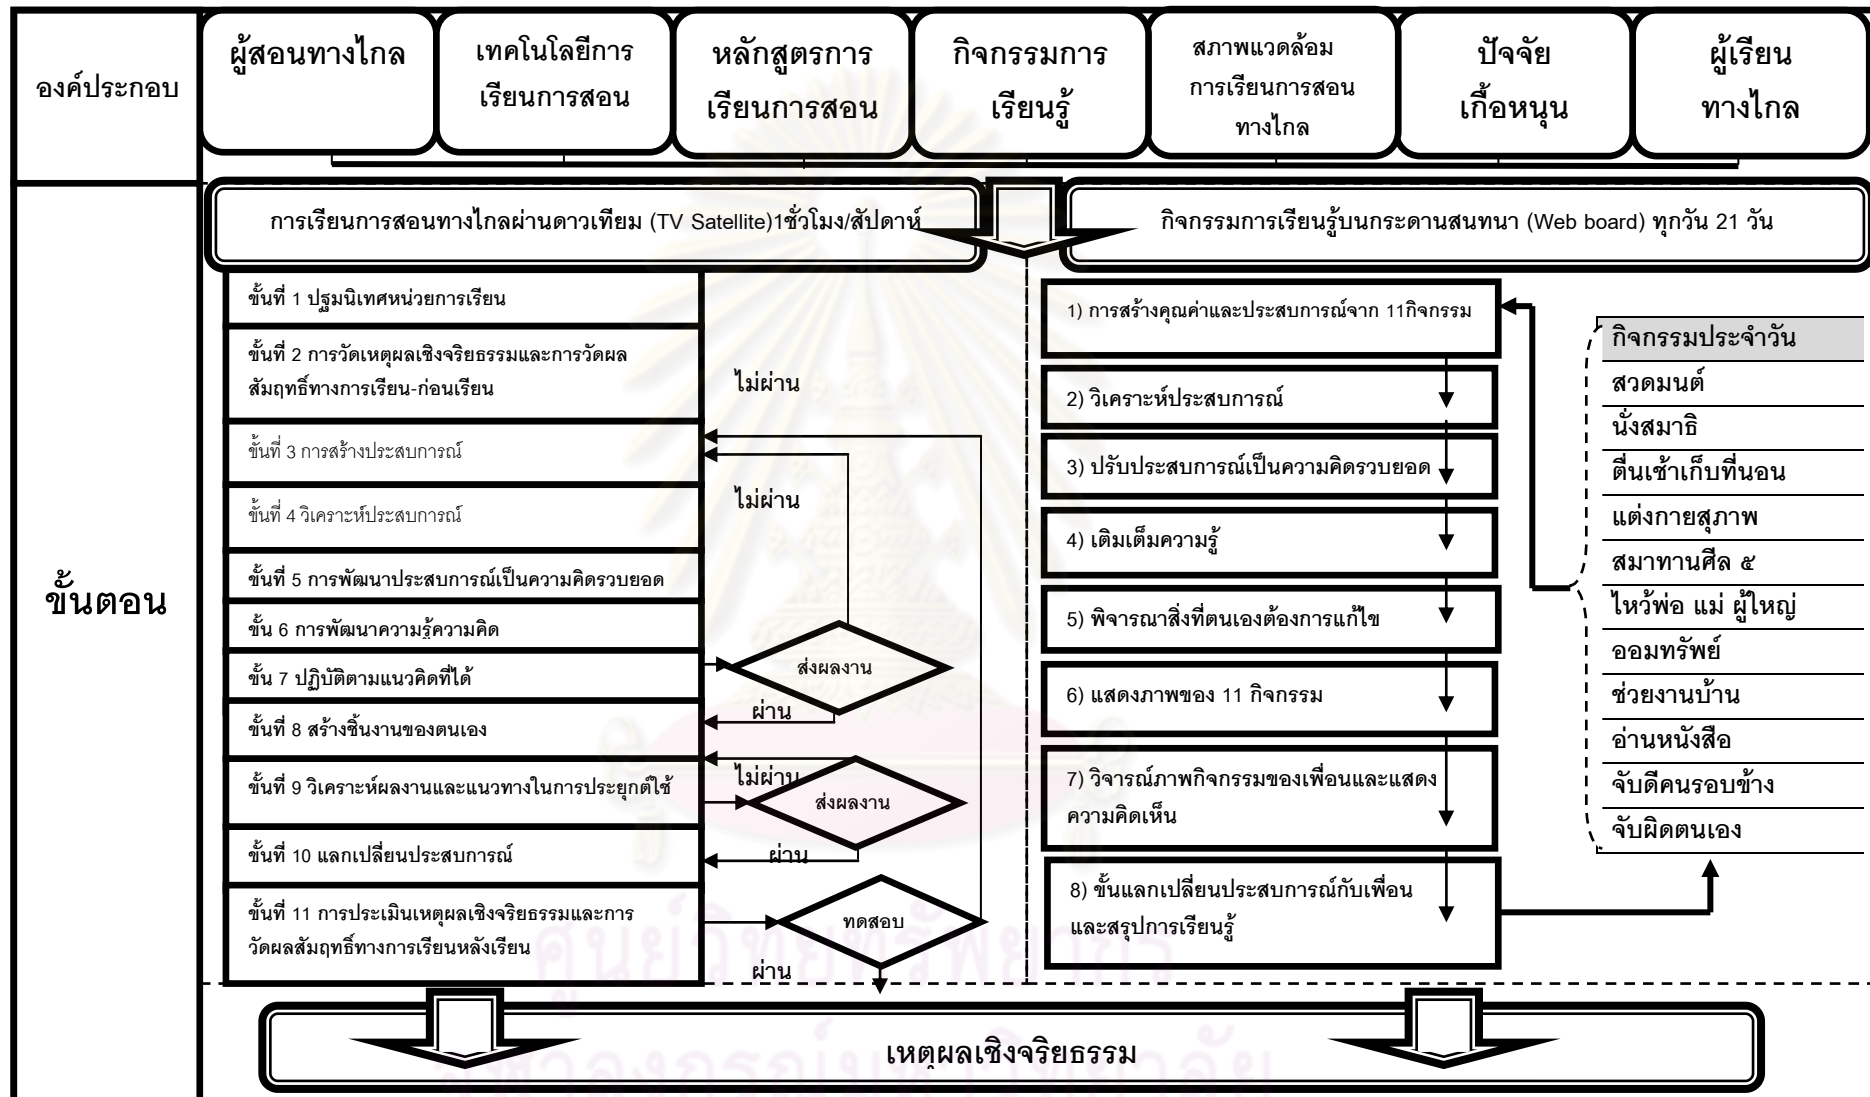 องค์ประกอบ
ผู้สอนทางไกล
เทคโนโลยีการ
เรียนการสอน
หลักสูตรการ
เรียนการสอน
กิจกรรมการ
เรียนรู้
สภาพแวดล้อม
การเรียนการสอน
ทางไกล
ปัจจัย
เกื้อหนุน
ผู้เรียน
ทางไกล
ขั้นตอน
การเรียนการสอนทางไกลผ่านดาวเทียม (TV Satellite)1ชั่วโมง/สัปดาห์
ขั้นที่ 1 ปฐมนิเทศหน่วยการเรียน
ขั้นที่ 2 การวัดเหตุผลเชิงจริยธรรมและการวัดผล
สัมฤทธิ์ทางการเรียน-ก่อนเรียน
ขั้นที่ 3 การสร้างประสบการณ์
ขั้นที่ 4 วิเคราะห์ประสบการณ์
ขั้นที่ 5 การพัฒนาประสบการณ์เป็นความคิดรวบยอด
ขั้น 6 การพัฒนาความรู้ความคิด
ขั้น 7 ปฏิบัติตามแนวคิดที่ได้
ขั้นที่ 8 สร้างชิ้นงานของตนเอง
ขั้นที่ 9 วิเคราะห์ผลงานและแนวทางในการประยุกต์ใช้
ขั้นที่ 10 แลกเปลี่ยนประสบการณ์
ขั้นที่ 11 การประเมินเหตุผลเชิงจริยธรรมและการ
วัดผลสัมฤทธิ์ทางการเรียนหลังเรียน
ไม่ผ่าน
ไม่ผ่าน
ส่งผลงาน
ผ่าน
ไม่ผ่าน
ส่งผลงาน
ผ่าน
ทดสอบ
ผ่าน
กิจกรรมการเรียนรู้บนกระดานสนทนา (Web board) ทุกวัน 21 วัน
1) การสร้างคุณค่าและประสบการณ์จาก 11กิจกรรม
2) วิเคราะห์ประสบการณ์
3) ปรับประสบการณ์เป็นความคิดรวบยอด
4) เติมเต็มความรู้
5) พิจารณาสิ่งที่ตนเองต้องการแก้ไข
6) แสดงภาพของ 11 กิจกรรม
7) วิจารณ์ภาพกิจกรรมของเพื่อนและแสดง
ความคิดเห็น
8) ขั้นแลกเปลี่ยนประสบการณ์กับเพื่อน
และสรุปการเรียนรู้
กิจกรรมประจำวัน
สวดมนต์
นั่งสมาธิ
ตื่นเช้าเก็บที่นอน
แต่งกายสุภาพ
สมาทานศีล ๕
ไหว้พ่อ แม่ ผู้ใหญ่
ออมทรัพย์
ช่วยงานบ้าน
อ่านหนังสือ
จับดีคนรอบข้าง
จับผิดตนเอง
ศูนย์วิทยทรัพยากร
เหตุผลเชิงจริยธรรม
จุฬาลงกรณ์มหาวิทยาลัย